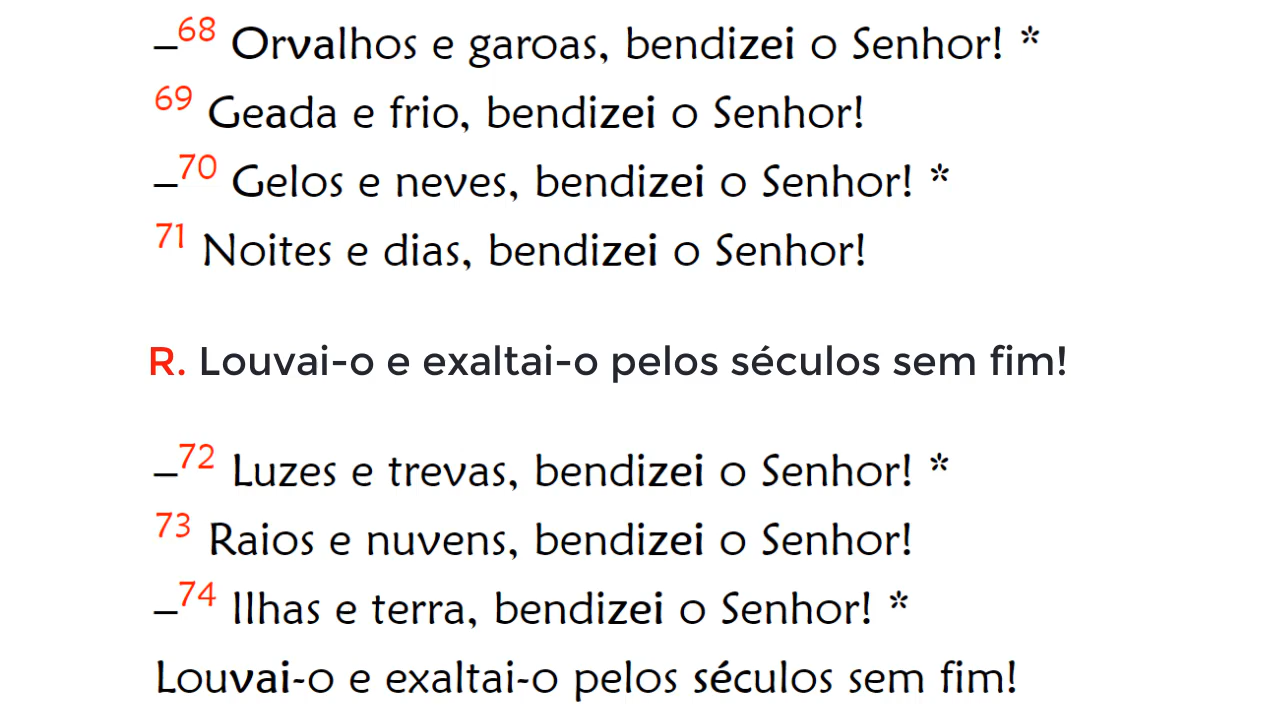 –68 Orvalhos e garoas, bendizei o Senhor! *
69 Geada e frio, bendizei o Senhor!
–70 Gelos e neves, bendizei o Senhor! *
71 Noites e dias, bendizei o Senhor!
R. Louvai-o e exaltai-o pelos séculos sem fim!
–72 Luzes e trevas, bendizei o Senhor! *
73 Raios e nuvens, bendizei o Senhor!
–74 Ilhas e terra, bendizei o Senhor! *
Louvai-o e exaltai-o pelos séculos sem fim!